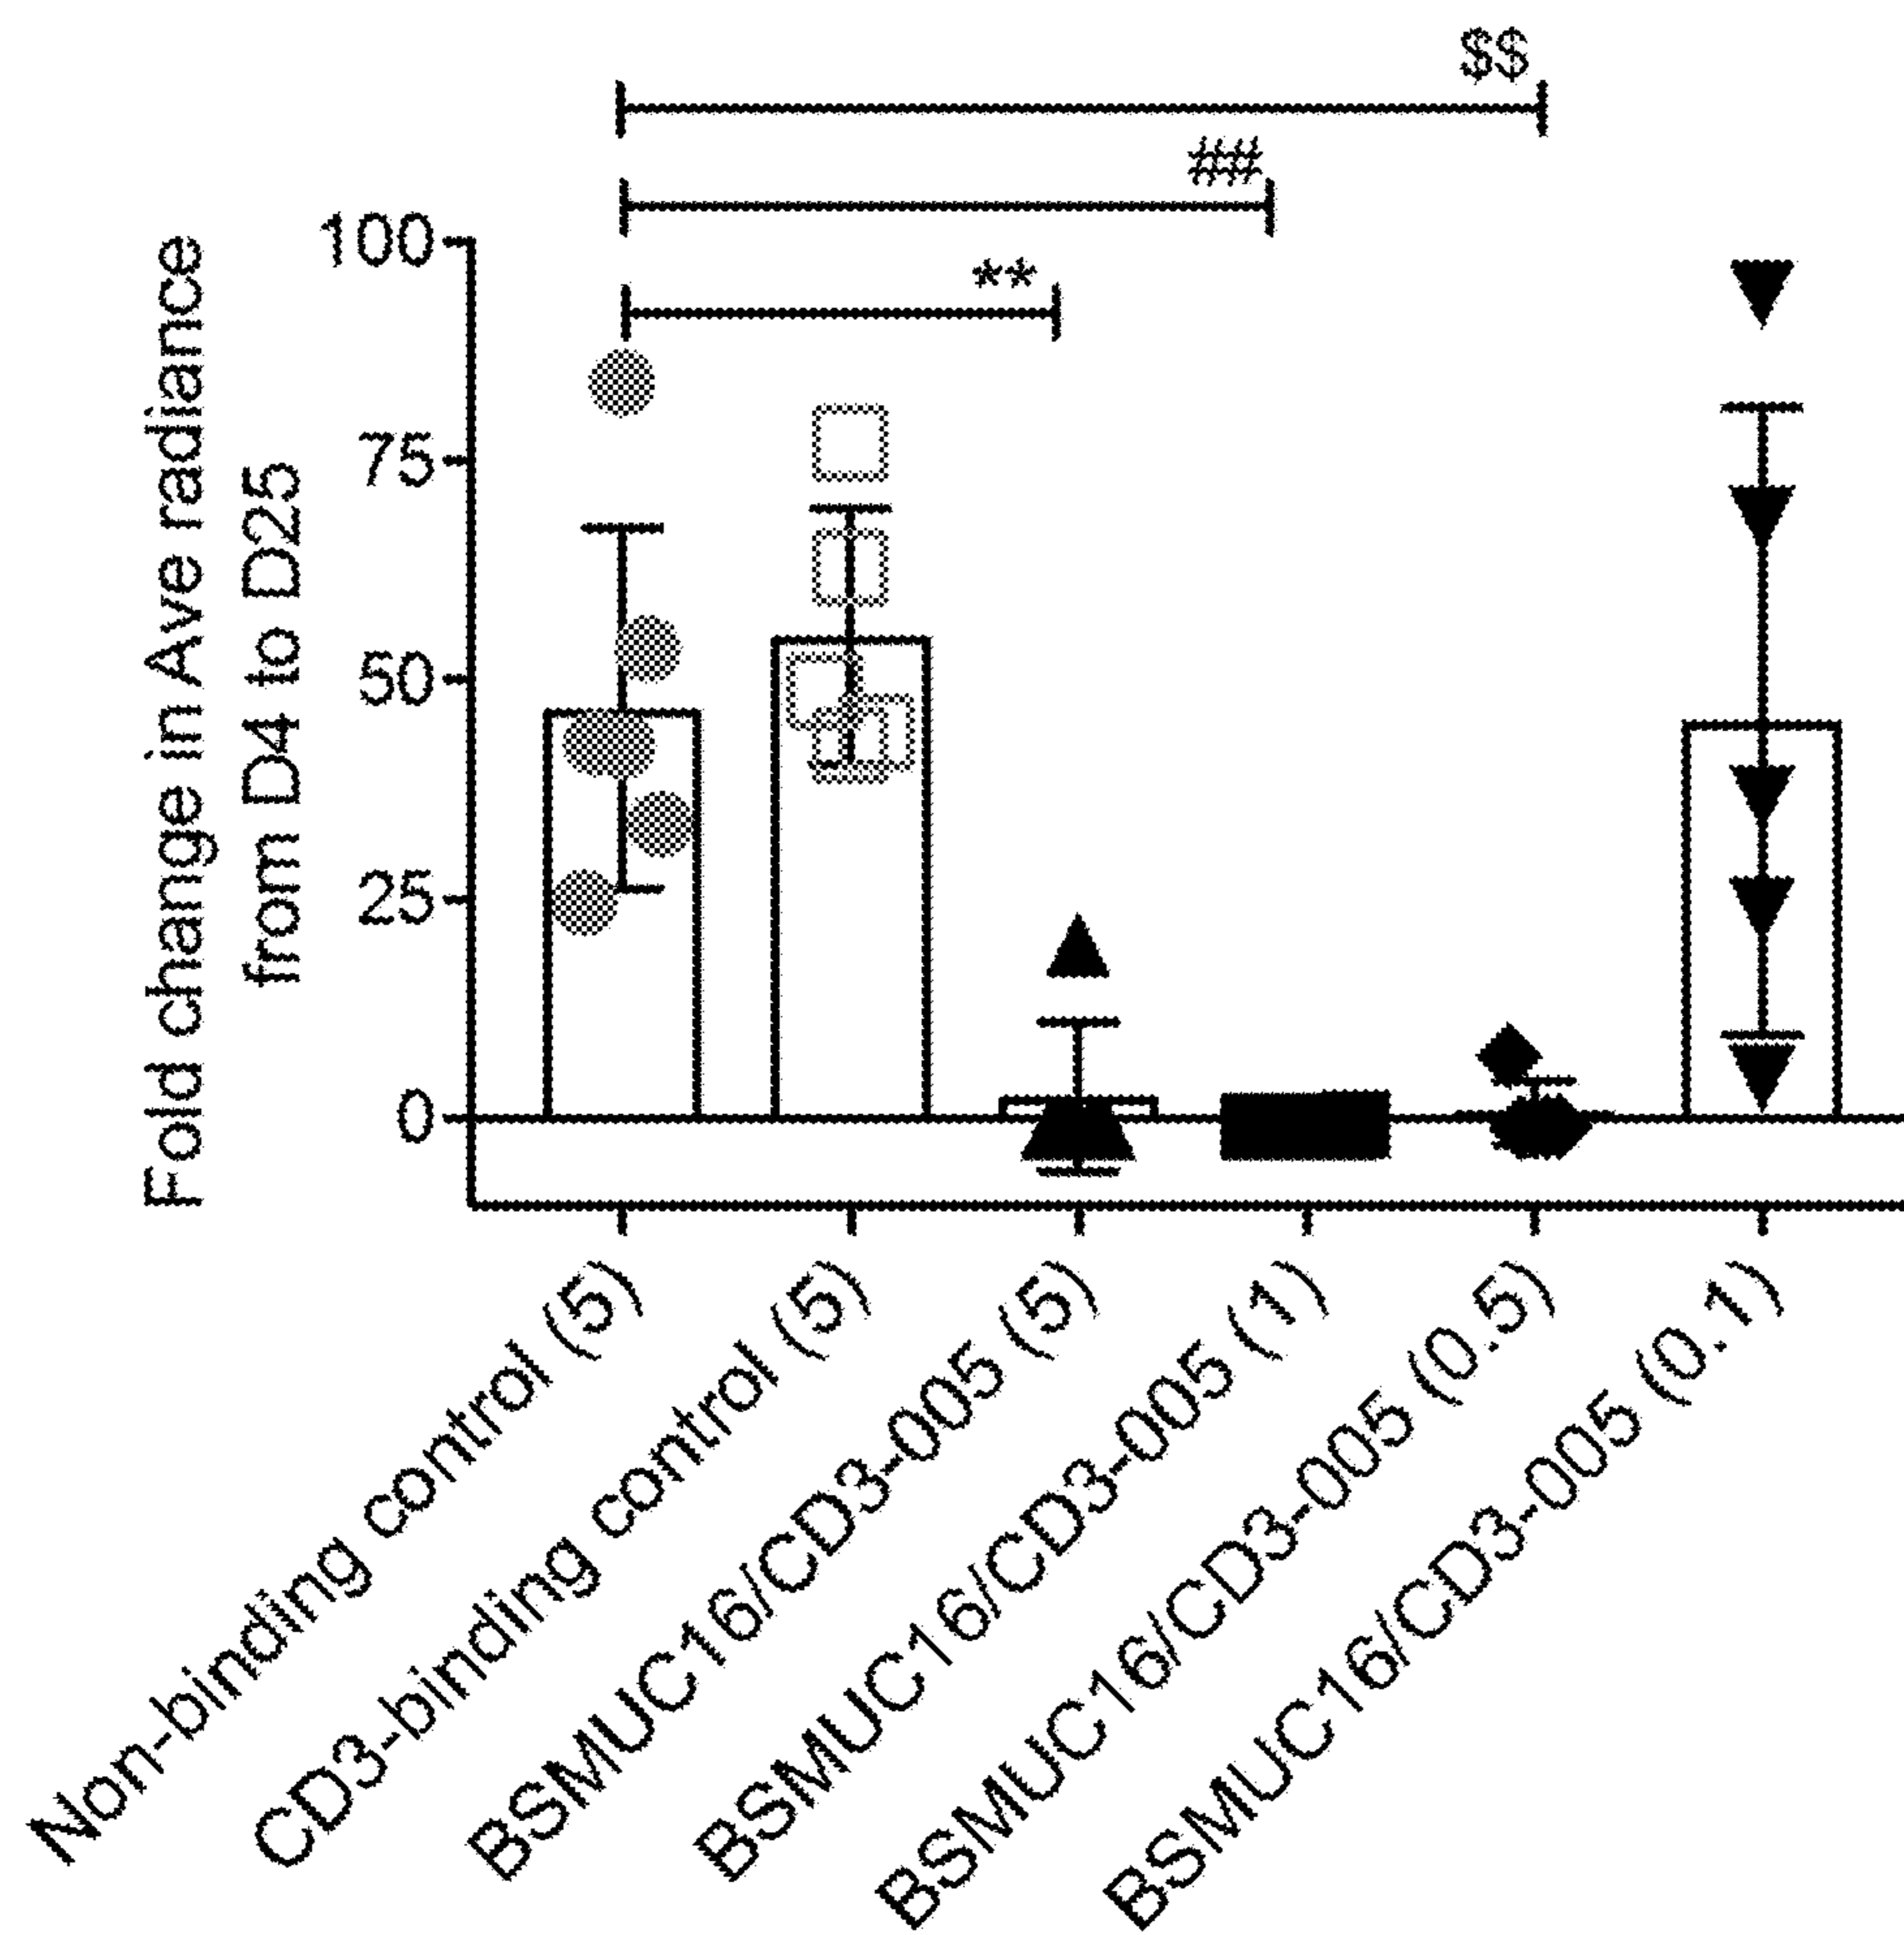 $$
##
**
Fold change in Ave radiance
from D4 to D25
100
75
50
25
0
Non-binding control (5)
CD3-binding control (5)
BSMUC16/CD3-005 (5)
BSMUC16/CD3-005 (1)
BSMUC16/CD3-005 (0.5)
BSMUC16/CD3-005 (0.1)